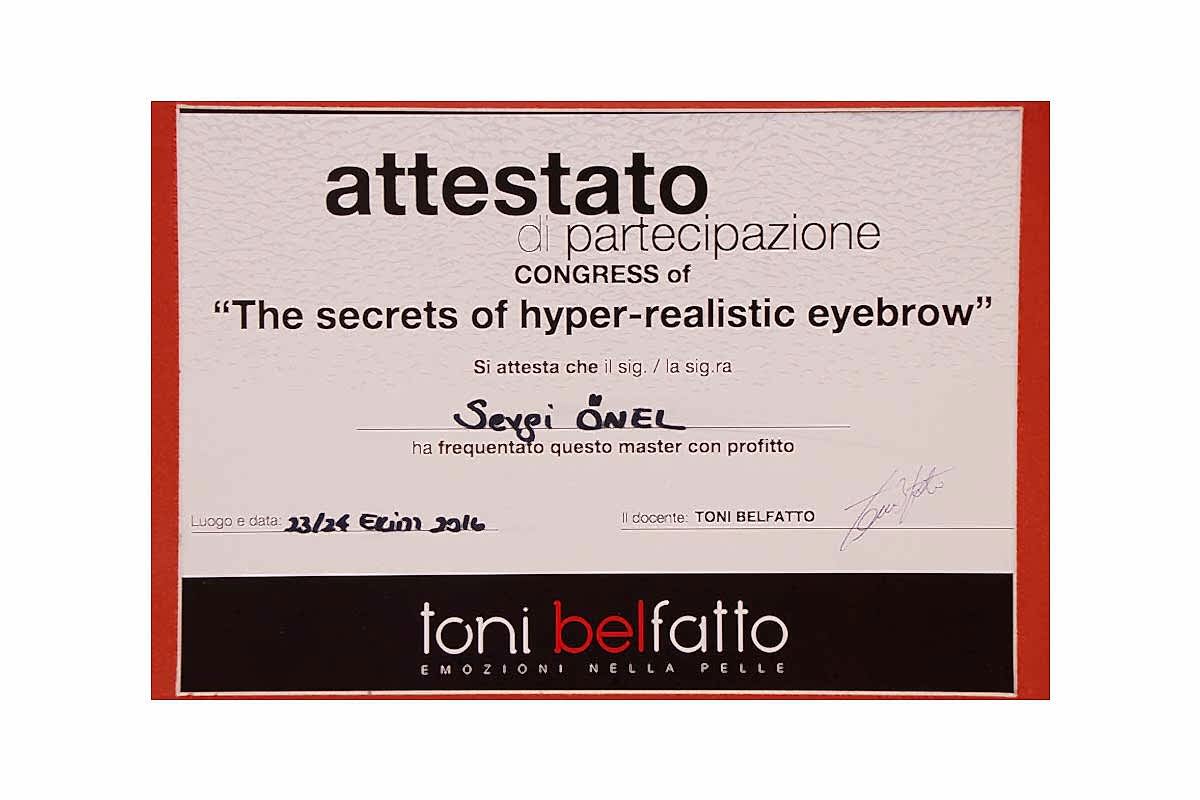 attestato
di partecipazione
CONGRESS of
“The secrets of hyper-realistic eyebrow”
Si attesta che il sig. / la sig.ra
Sevgi ÖNEL
ha frequentato questo master con profitto
Luogo e data: 23/24 Ekim 2016
Il docente: TONI BELFATTO
toni belfatto
EMOZIONI NELLA PELLE